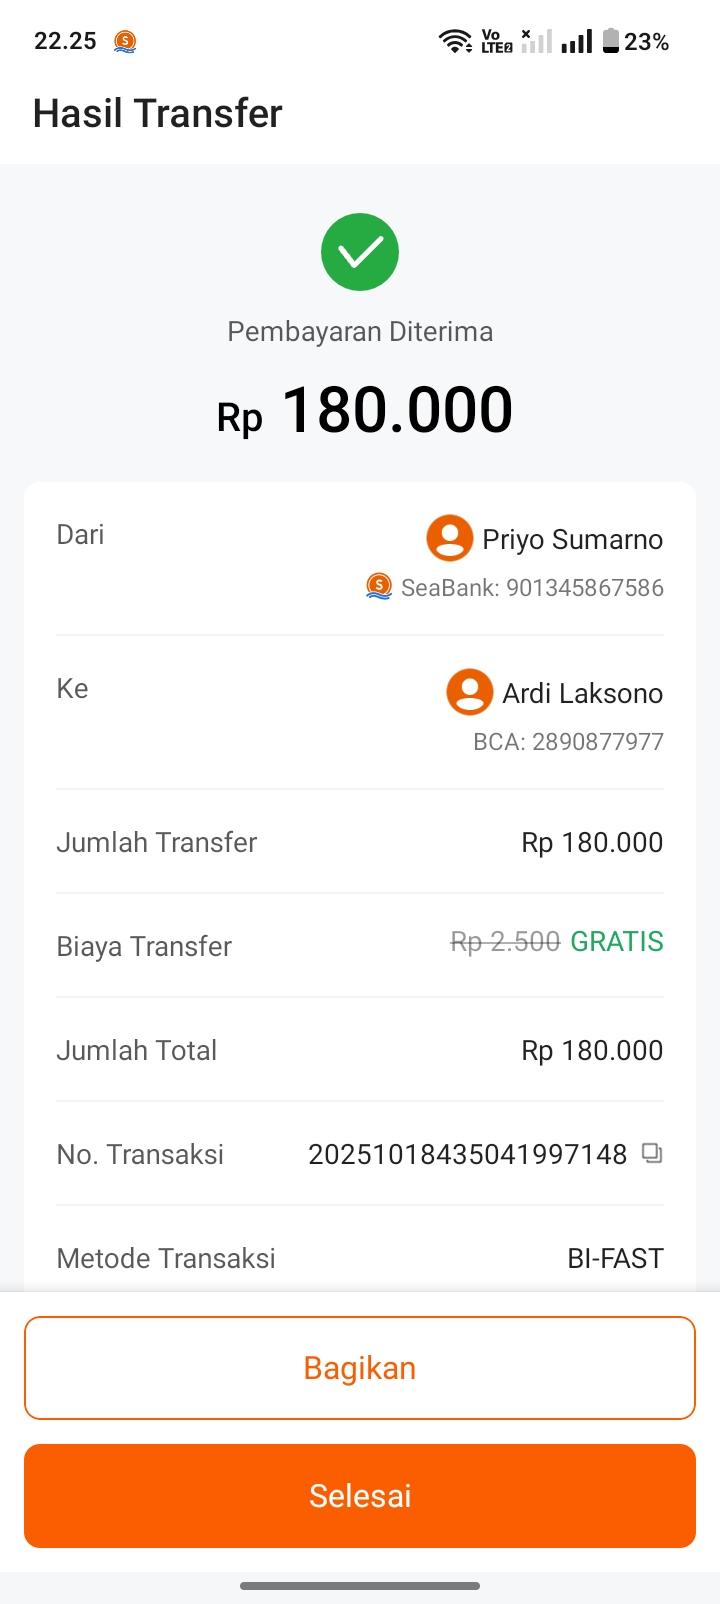 22.25 Vo LTE2 23%
Hasil Transfer
Pembayaran Diterima
Rp 180.000
Dari Priyo Sumarno
SeaBank: 901345867586
Ke Ardi Laksono
BCA: 2890877977
Jumlah Transfer Rp 180.000
Biaya Transfer Rp 2.500 GRATIS
Jumlah Total Rp 180.000
No. Transaksi 20251018435041997148
Metode Transaksi BI-FAST
Bagikan
Selesai